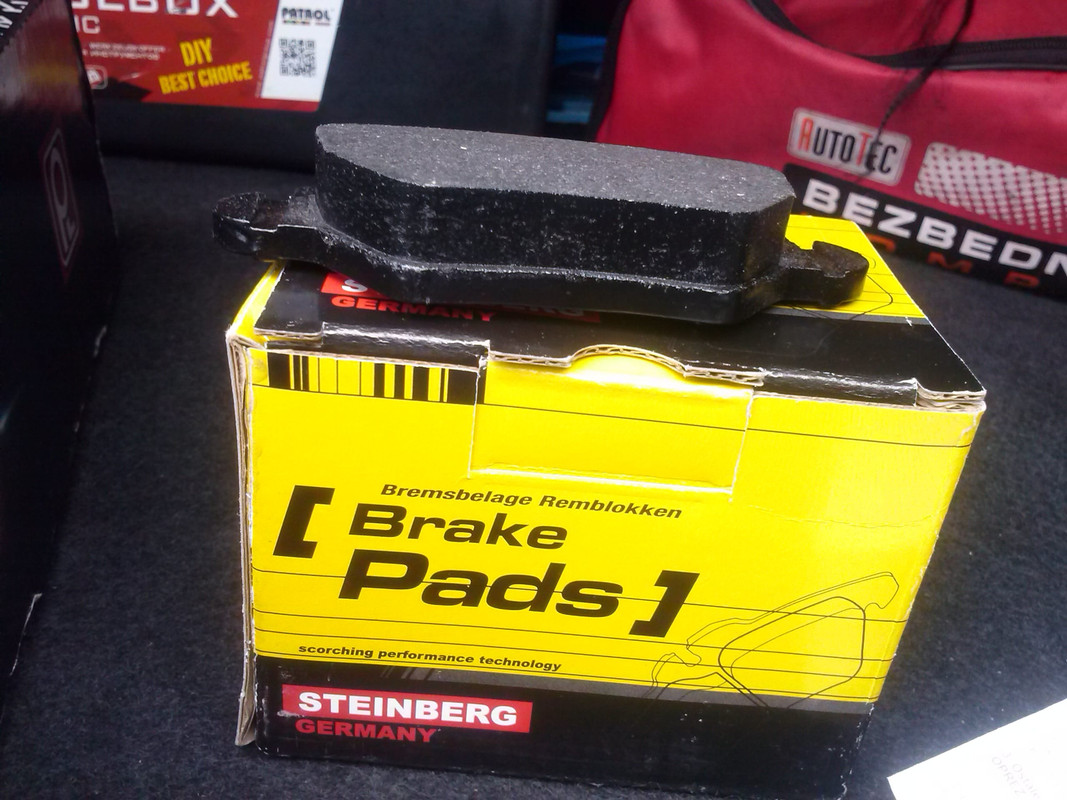 PATROL
DIY
BEST CHOICE
AUTOTEC
BEZBEDN
GERMANY
Bremsbelage Remblokken
[ Brake
Pads ]
scorching performance technology
STEINBERG
GERMANY